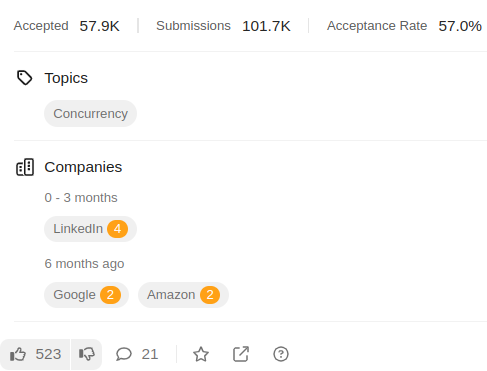 Accepted 57.9K Submissions 101.7K Acceptance Rate 57.0%
Topics
Concurrency
Companies
0 - 3 months
LinkedIn 4
6 months ago
Google 2 Amazon 2
523 21